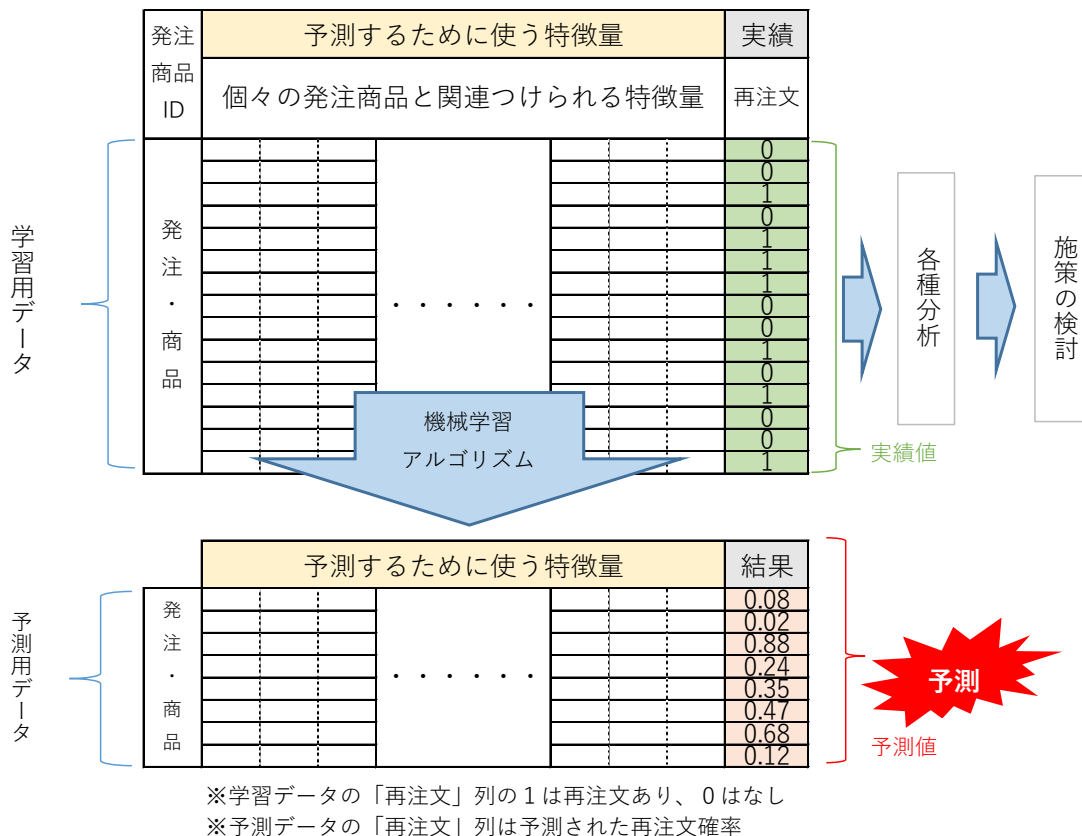 発注
商品
ID
予測するために使う特徴量
実績
個々の発注商品と関連つけられる特徴量
再注文
学習用データ
発注・商品
・・・・・・
0
0
1
0
1
1
1
0
0
1
0
1
0
0
1
実績値
各種分析
施策の検討
機械学習
アルゴリズム
予測するために使う特徴量
結果
予測用データ
発注・商品
・・・・・・
0.08
0.02
0.88
0.24
0.35
0.47
0.68
0.12
予測
予測値
※学習データの「再注文」列の1は再注文あり、0はなし
※予測データの「再注文」列は予測された再注文確率